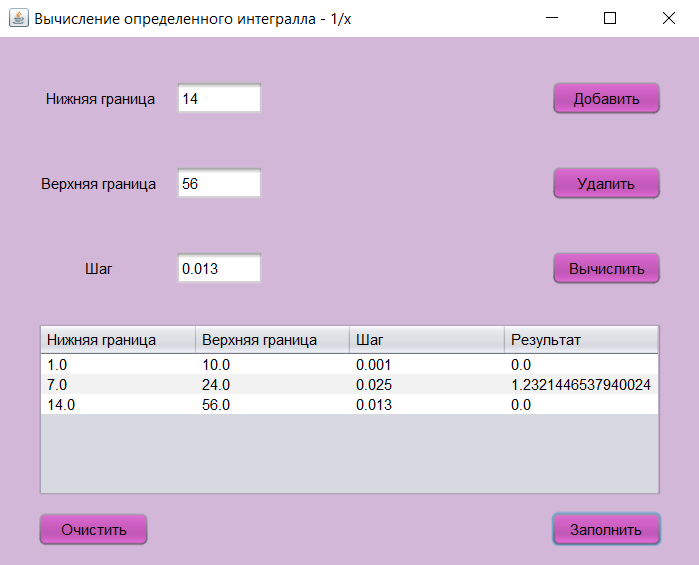 Вычисление определенного интегралла - 1/x
Нижняя граница 14 Добавить
Верхняя граница 56 Удалить
Шаг 0.013 Вычислить
Нижняя граница Верхняя граница Шаг Результат
1.0 10.0 0.001 0.0
7.0 24.0 0.025 1.2321446537940024
14.0 56.0 0.013 0.0
Очистить Заполнить